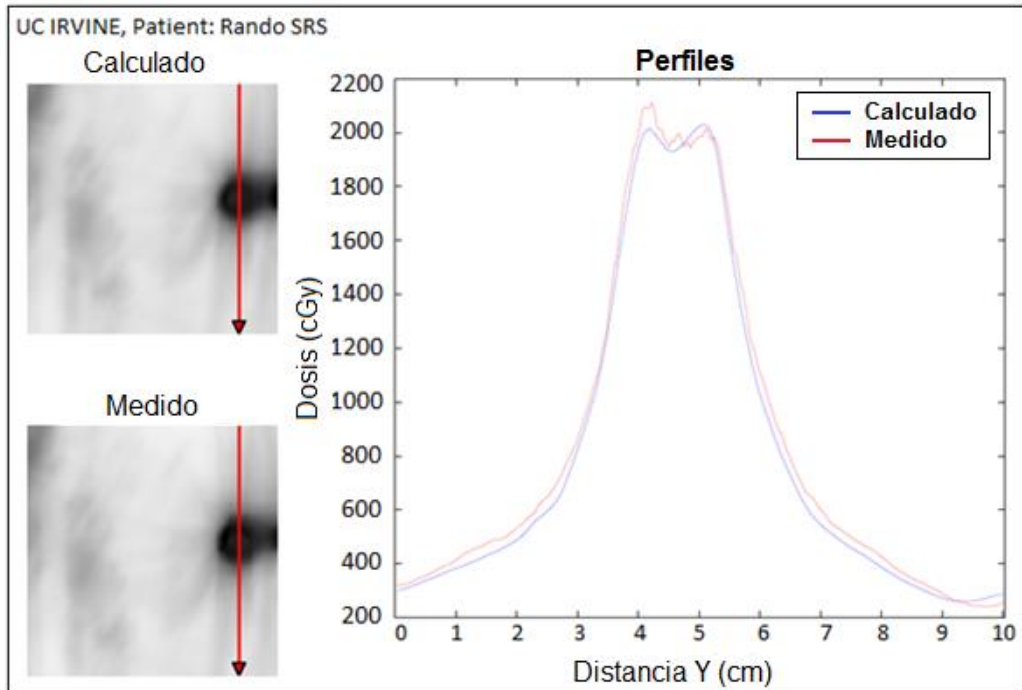 UC IRVINE, Patient: Rando SRS
Calculado
Medido
Perfiles
Calculado
Medido
Dosis (cGy)
2200
2000
1800
1600
1400
1200
1000
800
600
400
200
0 1 2 3 4 5 6 7 8 9 10
Distancia Y (cm)